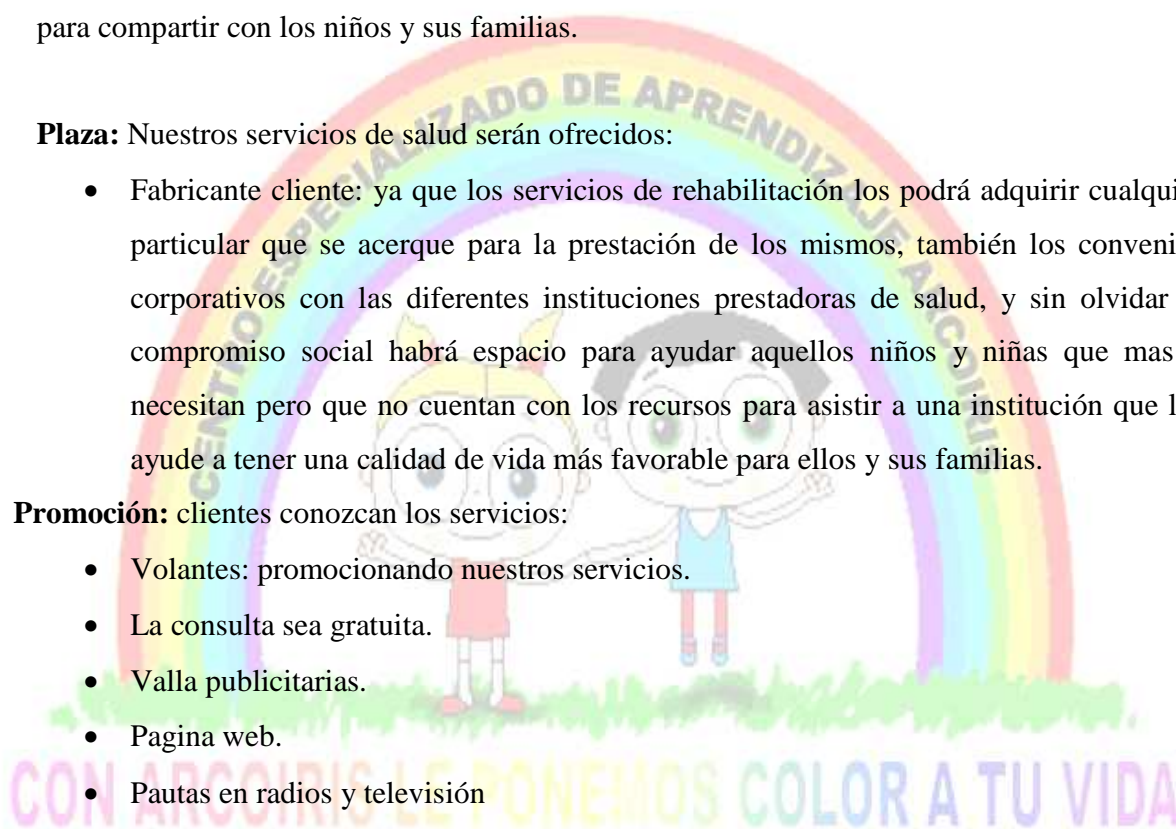 para compartir con los niños y sus familias.
CENTRO ESPECIALIZADO DE APRENDIZAJE ARCOIRIS
Plaza: Nuestros servicios de salud serán ofrecidos:
• Fabricante cliente: ya que los servicios de rehabilitación los podrá adquirir cualqui
particular que se acerque para la prestación de los mismos, también los conveni
corporativos con las diferentes instituciones prestadoras de salud, y sin olvidar
compromiso social habrá espacio para ayudar aquellos niños y niñas que mas
necesitan pero que no cuentan con los recursos para asistir a una institución que l
ayude a tener una calidad de vida más favorable para ellos y sus familias.
Promoción: clientes conozcan los servicios:
• Volantes: promocionando nuestros servicios.
• La consulta sea gratuita.
• Valla publicitarias.
• Pagina web.
• Pautas en radios y televisión
CON ARCOIRIS LE PONEMOS COLOR A TU VIDA